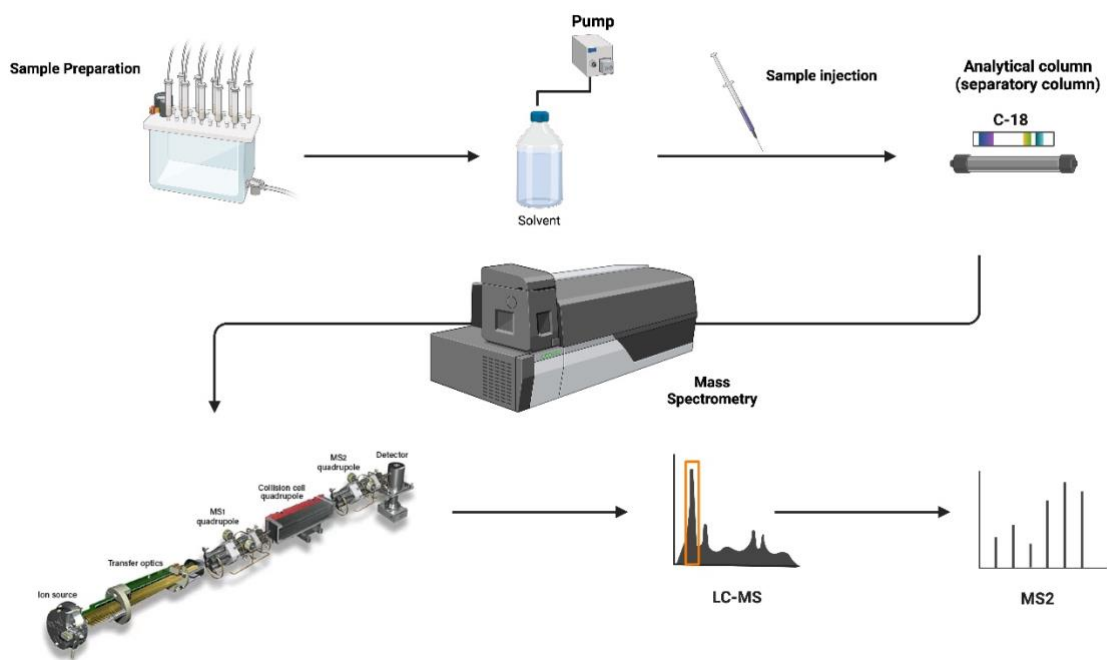 Sample Preparation
Pump
Solvent
Sample injection
Analytical column
(separatory column)
C-18
Mass
Spectrometry
Ion source
Transfer optics
MS1
quadrupole
Collision cell
quadrupole
MS2
quadrupole
Detector
LC-MS
MS2